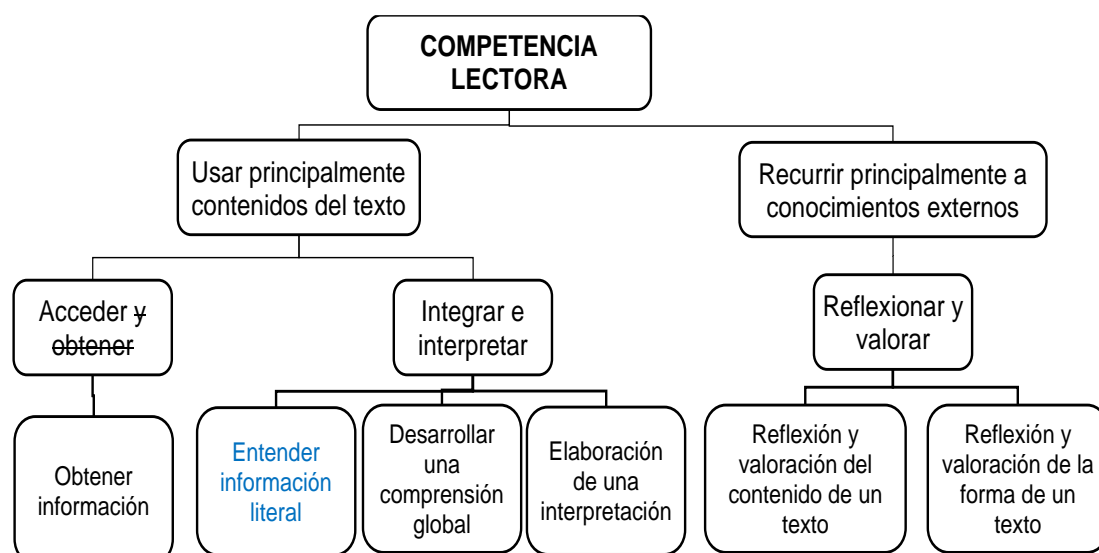 COMPETENCIA
LECTORA
Usar principalmente
contenidos del texto
Recurrir principalmente a
conocimientos externos
Acceder y
obtener
Integrar e
interpretar
Reflexionar y
valorar
Obtener
información
Entender
información
literal
Desarrollar
una
comprensión
global
Elaboración
de una
interpretación
Reflexión y
valoración del
contenido de un
texto
Reflexión y
valoración de la
forma de un
texto